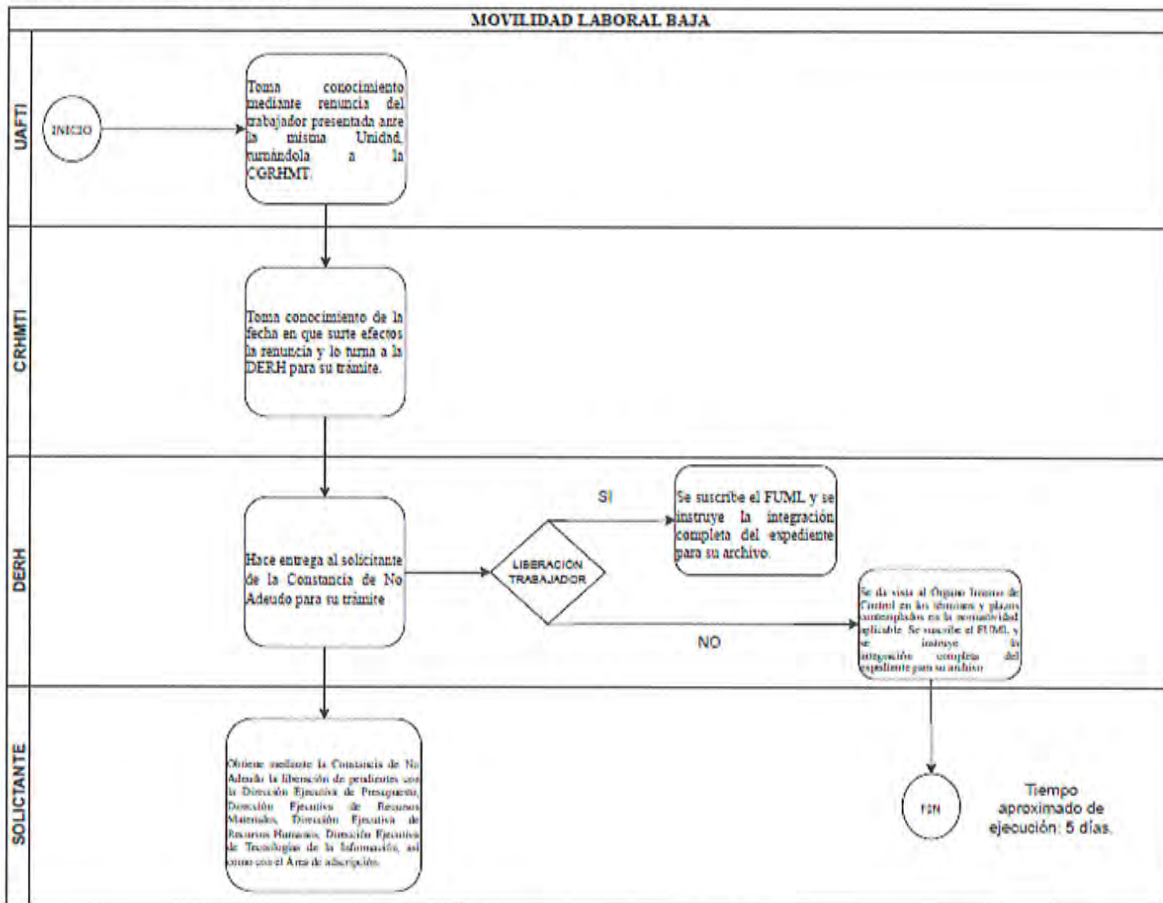 MOVILIDAD LABORAL BAJA
UAFTI
INICIO
Toma conocimiento
mediante renuncia del
trabajador presentada ante
la misma Unidad,
turnándola a la
CGRHMT.
CRHMTI
Toma conocimiento de la
fecha en que surte efectos
la renuncia y lo turna a la
DERH para su trámite.
DERH
Hace entrega al solicitante
de la Constancia de No
Adeudo para su trámite
LIBERACIÓN
TRABAJADOR
SI
Se suscribe el FUML y se
instruye la integración
completa del expediente
para su archivo.
NO
Se da vista al Órgano Interno de
Control en los términos y plazos
contemplados en la normatividad
aplicable. Se suscribe el FUML y
se instruye la
integración completa del
expediente para su archivo
SOLICTANTE
Obtiene mediante la Constancia de No
Adeudo la liberación de pendientes con
la Dirección Ejecutiva de Presupuesto,
Dirección Ejecutiva de Recursos
Materiales, Dirección Ejecutiva de
Recursos Humanos, Dirección Ejecutiva
de Tecnologías de la Información, así
como con el Área de adscripción.
FIN
Tiempo
aproximado de
ejecución: 5 días.